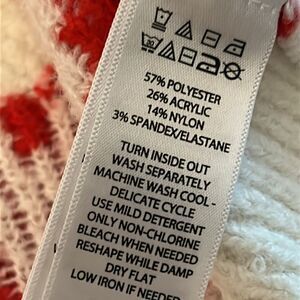 57% POLYESTER
26% ACRYLIC
14% NYLON
3% SPANDEX/ELASTANE
TURN INSIDE OUT
WASH SEPARATELY
MACHINE WASH COOL -
DELICATE CYCLE
USE MILD DETERGENT
ONLY NON-CHLORINE
BLEACH WHEN NEEDED
RESHAPE WHILE DAMP
DRY FLAT
LOW IRON IF NEEDED